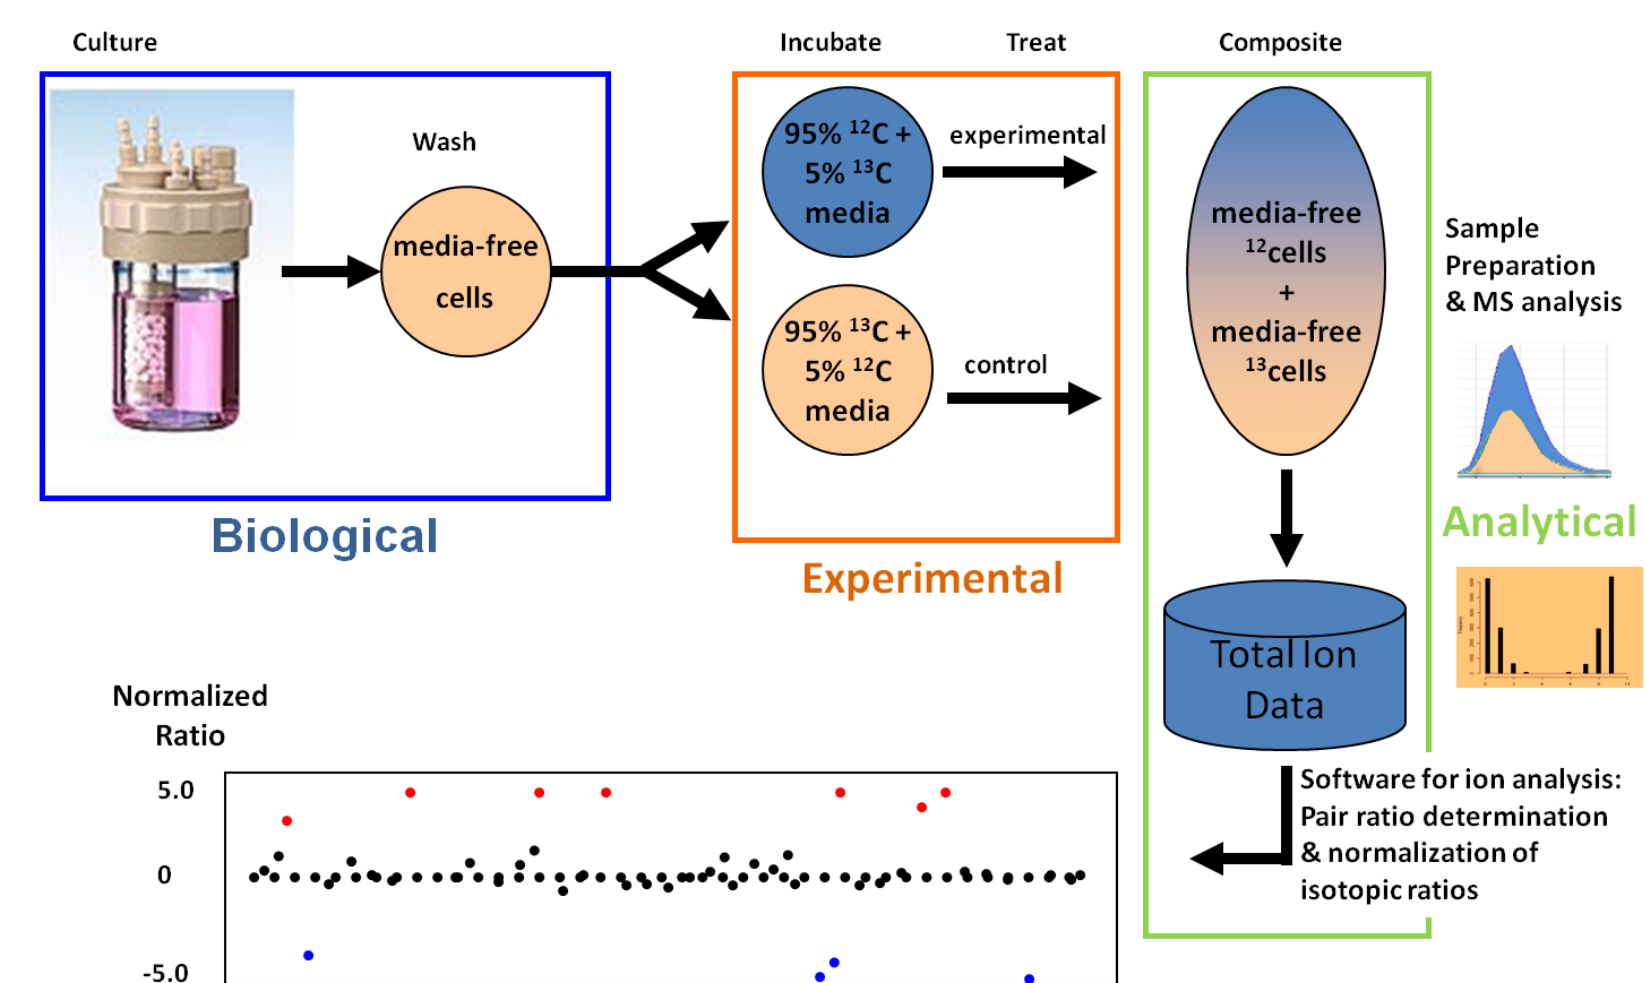 Culture
Wash
media-free
cells
Biological
Incubate
Treat
95% ¹²C +
5% ¹³C
media
experimental
95% ¹³C +
5% ¹²C
media
control
Experimental
Composite
media-free
¹²cells
+
media-free
¹³cells
Sample
Preparation
& MS analysis
Analytical
Total Ion
Data
Software for ion analysis:
Pair ratio determination
& normalization of
isotopic ratios
Normalized
Ratio
5.0
0
-5.0